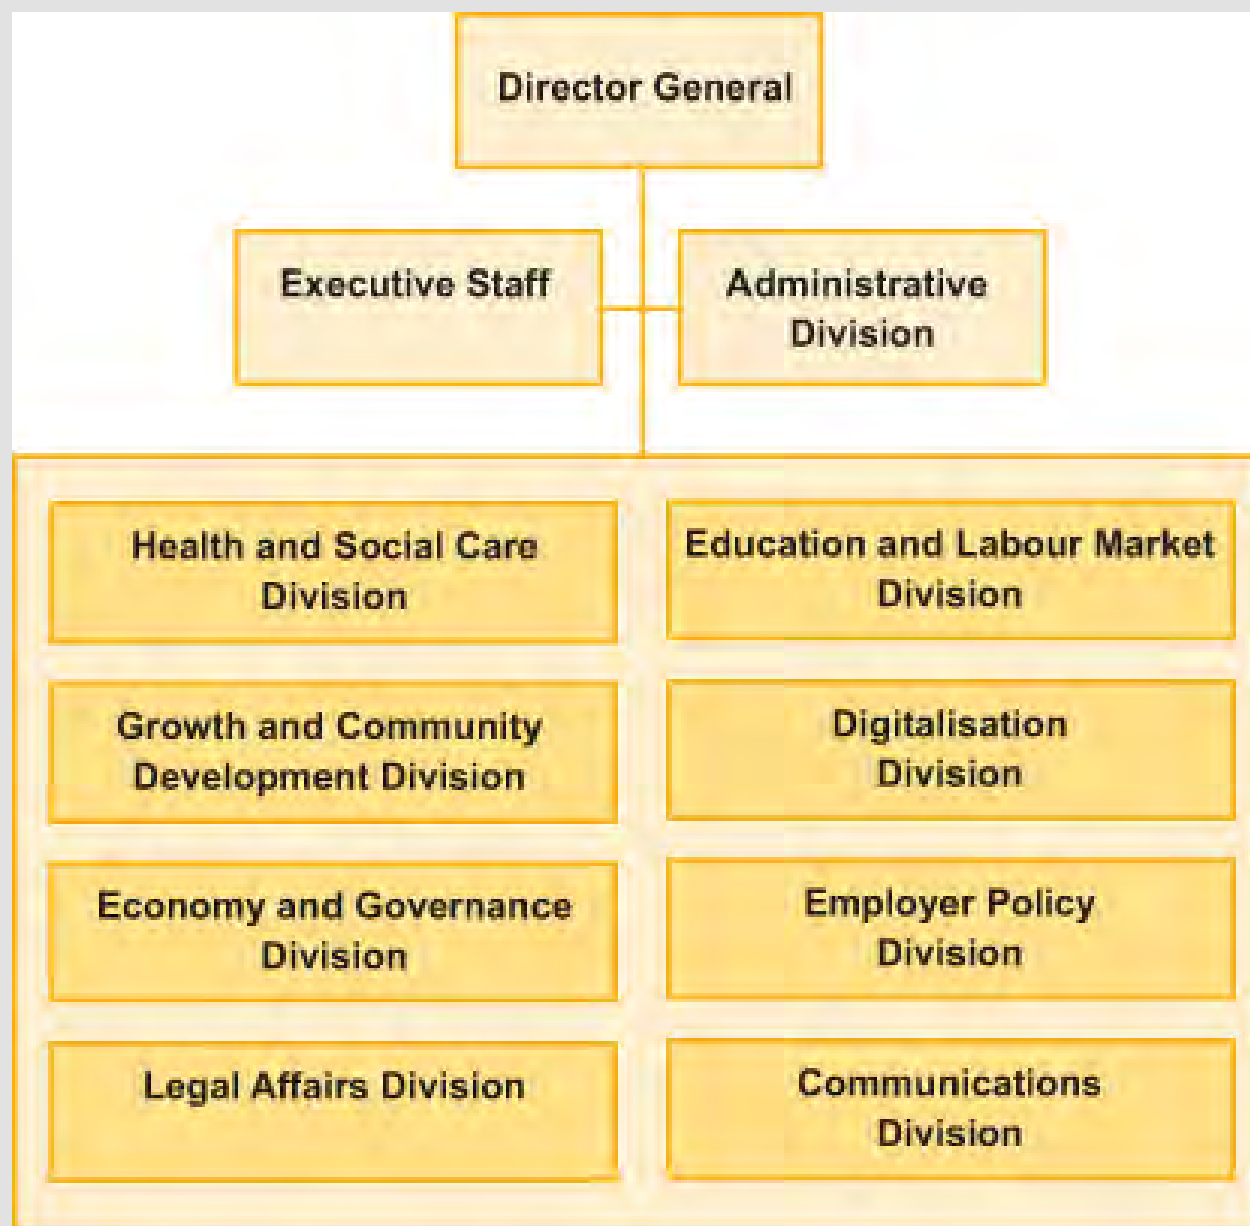 Director General
Executive Staff
Administrative
Division
Health and Social Care
Division
Education and Labour Market
Division
Growth and Community
Development Division
Digitalisation
Division
Economy and Governance
Division
Employer Policy
Division
Legal Affairs Division
Communications
Division